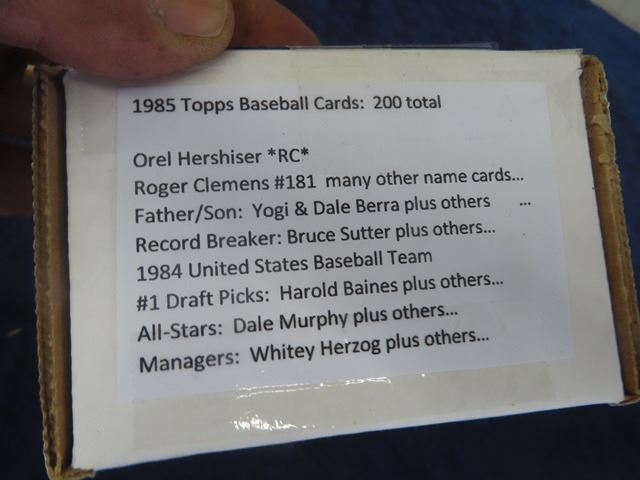 1985 Topps Baseball Cards: 200 total
Orel Hershiser *RC*
Roger Clemens #181 many other name cards...
Father/Son: Yogi & Dale Berra plus others ...
Record Breaker: Bruce Sutter plus others...
1984 United States Baseball Team
#1 Draft Picks: Harold Baines plus others...
All-Stars: Dale Murphy plus others...
Managers: Whitey Herzog plus others...